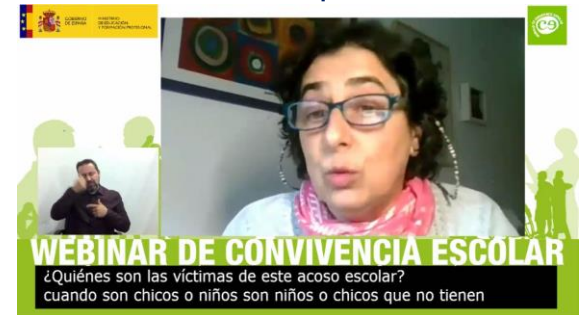 GOBIERNO
DE ESPAÑA
MINISTERIO
DE EDUCACIÓN
Y FORMACIÓN PROFESIONAL
WEBINAR DE CONVIVENCIA ESCOLAR
¿Quiénes son las víctimas de este acoso escolar?
cuando son chicos o niños son niños o chicos que no tienen